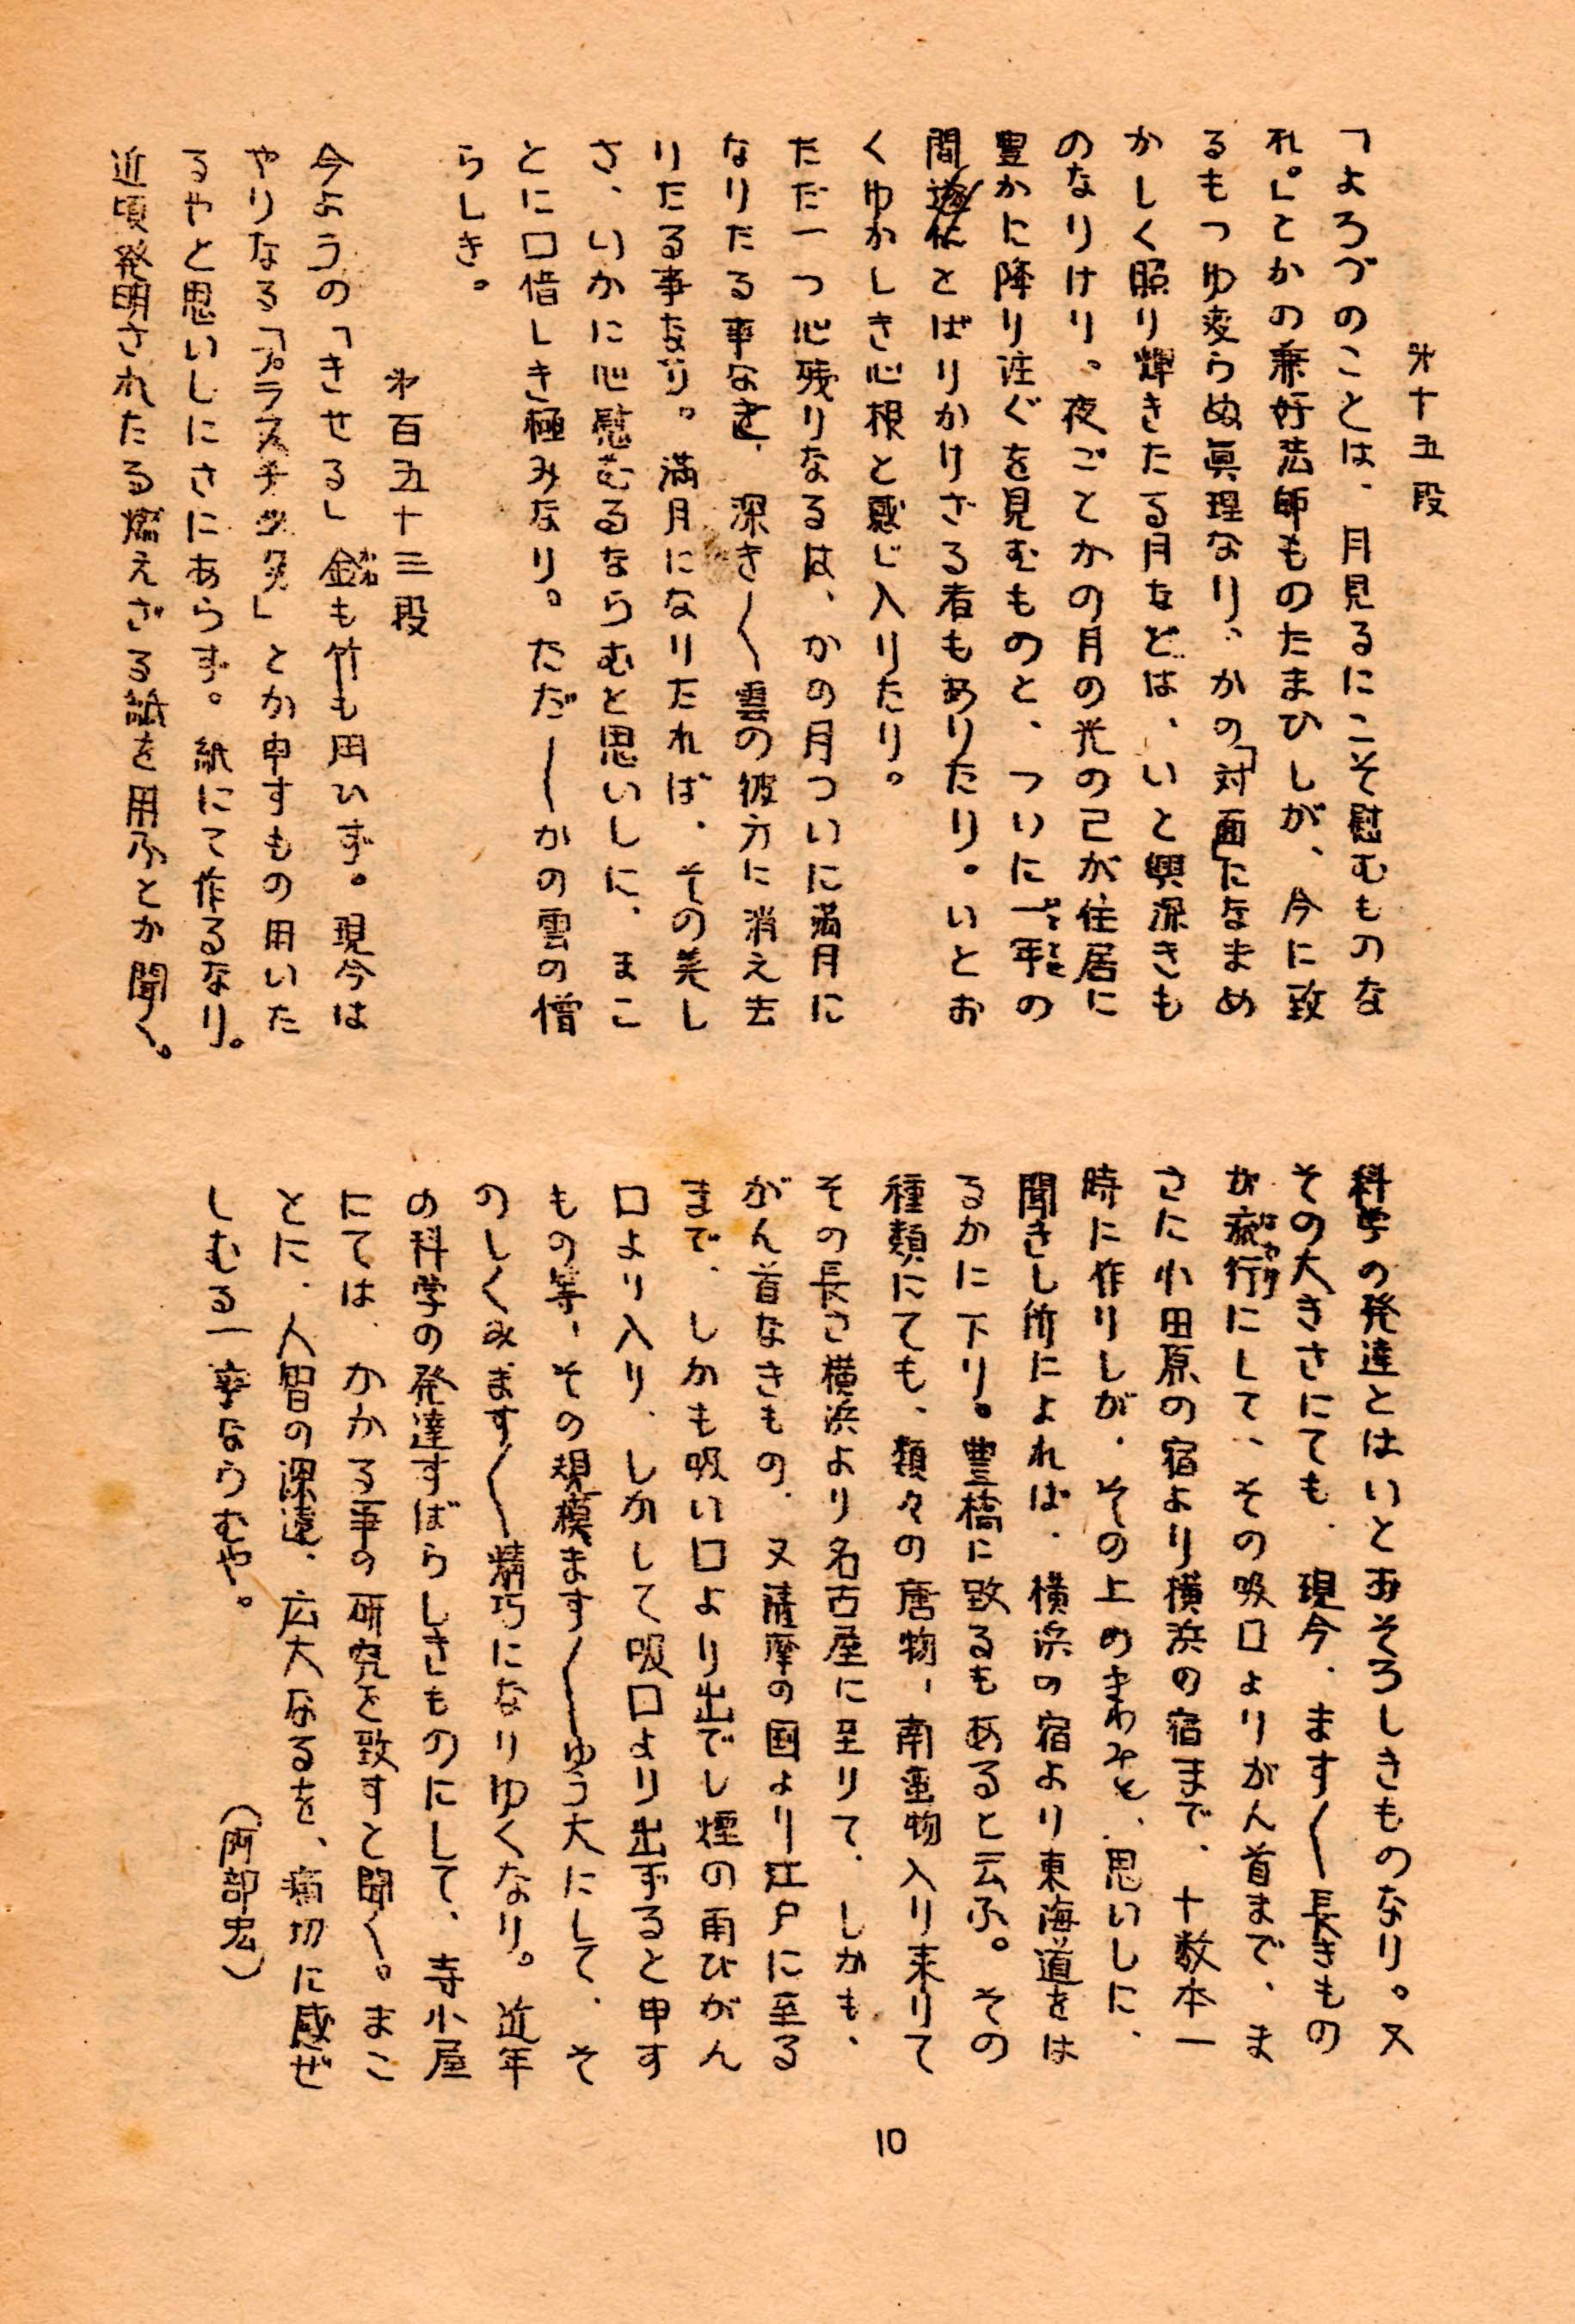 㐧十五段
「よろづのことは、月見るにこそ慰むものな
れ。」とかの兼好法師ものたまひしが、今に致
るもつゆ変らぬ眞理なり、かの「対面」になまめ
かしく照り輝きたる月などは、いと興深きも
のなりけり。夜ごとかの月の光の己が住居に
豊かに降り注ぐを見むものと、ついに一年の
間とばりかけざる者もありたり。いとお
くゆかしき心根と感じ入りたり。
ただ一つ心残りなるは、かの月ついに満月に
なりたる事なき、深き〱雲の彼方に消え去
りたる事なり。満月になりたれば、その美し
さ、いかに心慰むるならむと思いしに、まこ
とに口惜しき極みなり。ただ〱かの雲の憎
らしき。
㐧百五十三段
今ようの「きせる」金も竹も用ひず。現今は
やりなる「プラスチック」とか申すもの用いた
るやと思いしにさにあらず。紙にて作るなり。
近頃発明されたる燃えざる紙を用ふとか聞く。
科学の発達とはいとおそろしきものなり。又
その大きさにても、現今、ます〱長きもの
が流行にして、その吸口よりがん首まで、ま
さに小田原の宿より横浜の宿まで、十数本一
時に作りしが、その上のまわそと、思いしに、
聞きし所によれば、横浜の宿より東海道をは
るかに下り。豊橋に致るもあると云ふ。その
種類にても、類々の唐物、南蛮物入り来りて
その長さ横浜より名古屋に至りて、しかも、
がん首なきもの、又薩摩の国より江戸に至る
まで、しかも吸い口より出でし煙の再びがん
口より入り、しかして吸口より出ずると申す
もの等、その規模ます〱ゆう大にして、そ
のしくみます〱精巧になりゆくなり。近年
の科学の発達すばらしきものにして、寺小屋
にては、かかる事の研究を致すと聞く。まこ
とに、人智の深遠、広大なるを、痛切に感ぜ
しむる一事ならむや。
(阿部宏)
10